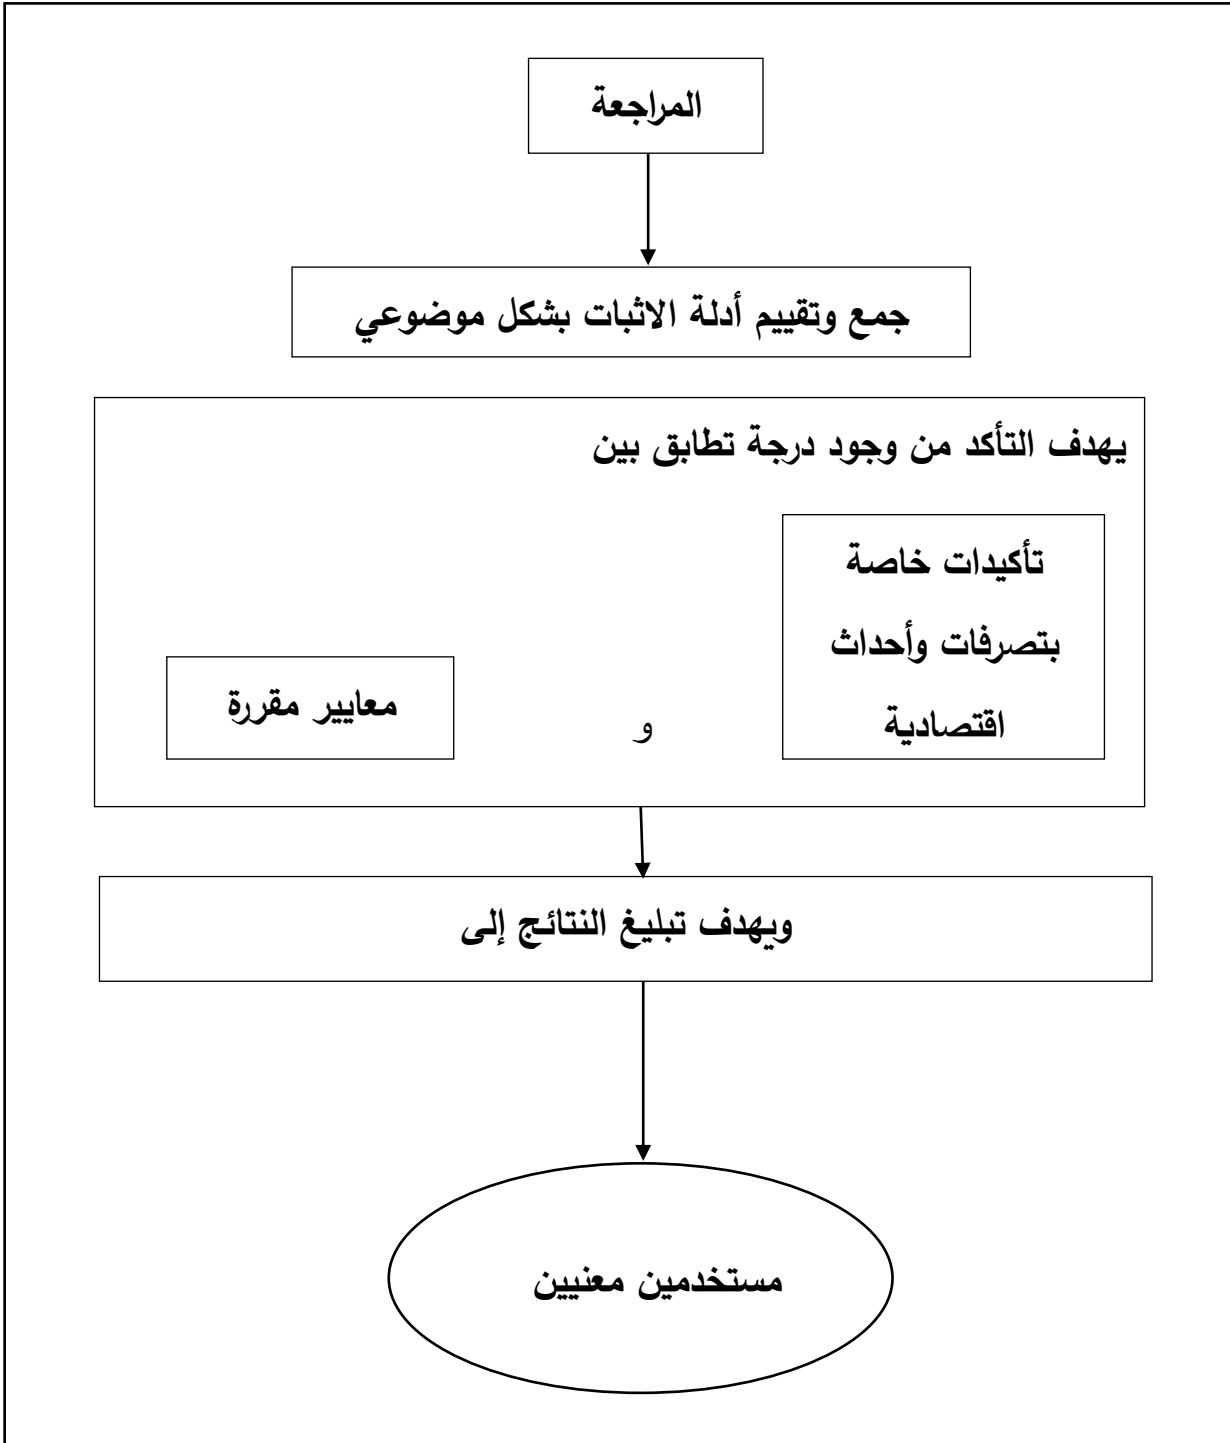 المراجعة
جمع وتقييم أدلة الاثبات بشكل موضوعي
يهدف التأكد من وجود درجة تطابق بين
تأكيدات خاصة
بتصرفات وأحداث
اقتصادية
و
معايير مقررة
ويهدف تبليغ النتائج إلى
مستخدمين معنيين